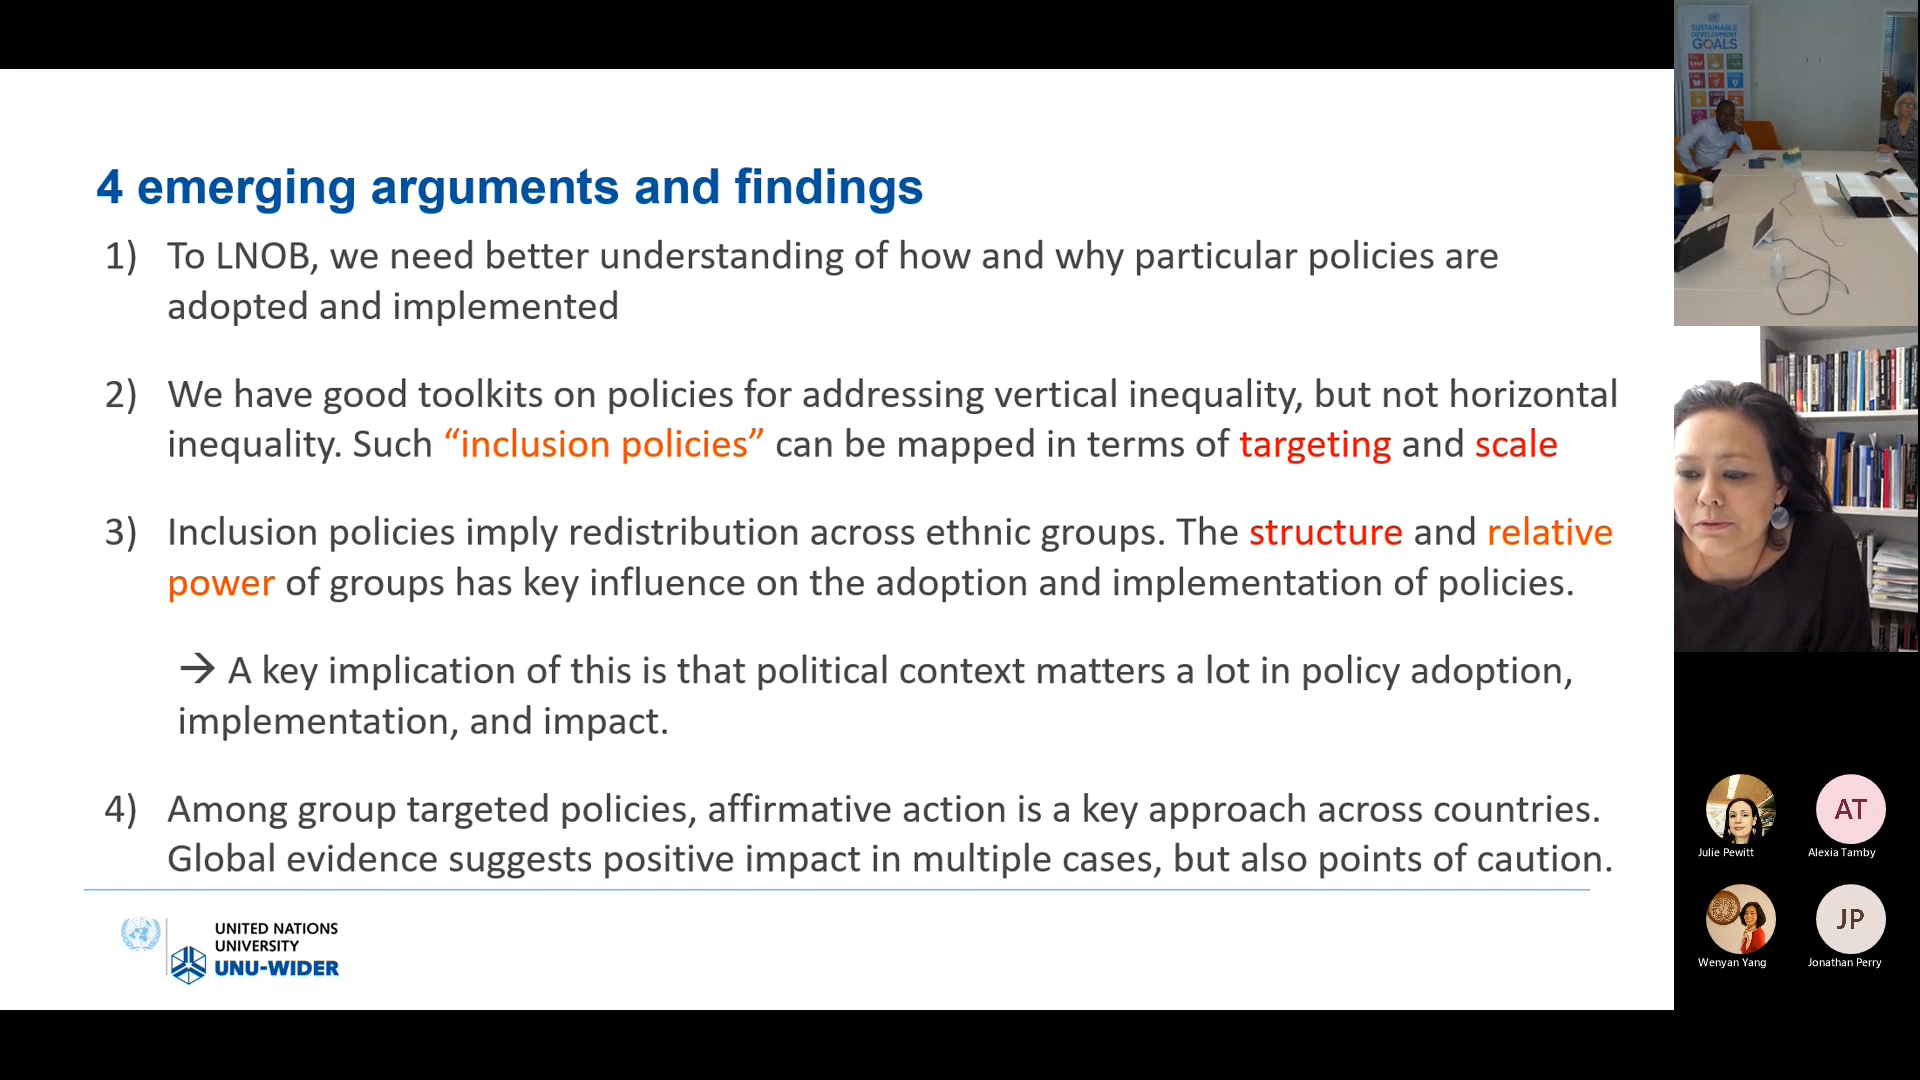 4 emerging arguments and findings
1) To LNOB, we need better understanding of how and why particular policies are
adopted and implemented
2) We have good toolkits on policies for addressing vertical inequality, but not horizontal
inequality. Such “inclusion policies” can be mapped in terms of targeting and scale
3) Inclusion policies imply redistribution across ethnic groups. The structure and relative
power of groups has key influence on the adoption and implementation of policies.
→ A key implication of this is that political context matters a lot in policy adoption,
implementation, and impact.
4) Among group targeted policies, affirmative action is a key approach across countries.
Global evidence suggests positive impact in multiple cases, but also points of caution.
UNITED NATIONS
UNIVERSITY
UNU-WIDER
SUSTAINABLE
DEVELOPMENT
GOALS
AT
Julie Pewitt
Alexia Tamby
JP
Wenyan Yang
Jonathan Perry